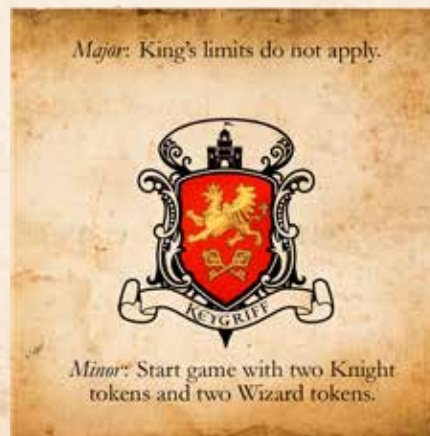 Major: King's limits do not apply.
KEYGRIFF
Minor: Start game with two Knight
tokens and two Wizard tokens.